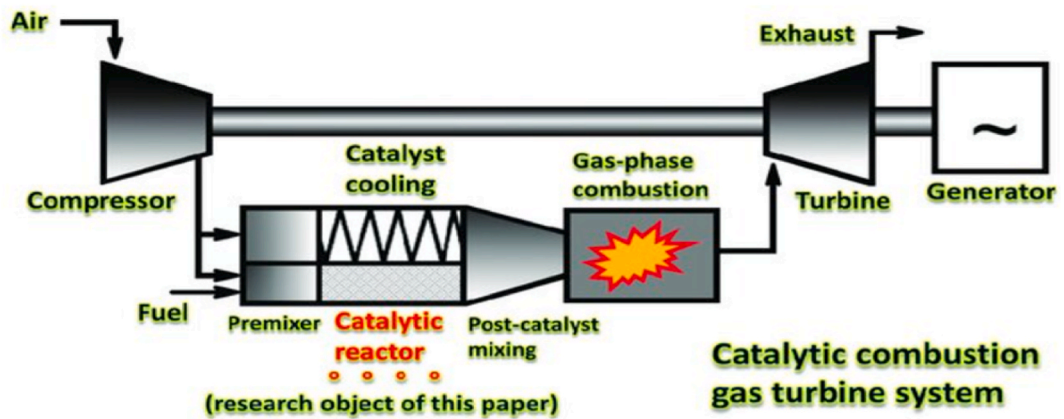 Air
Exhaust
~
Catalyst
cooling
Gas-phase
combustion
Compressor
Turbine
Generator
Fuel
Premixer
Catalytic
reactor
Post-catalyst
mixing
(research object of this paper)
Catalytic combustion
gas turbine system